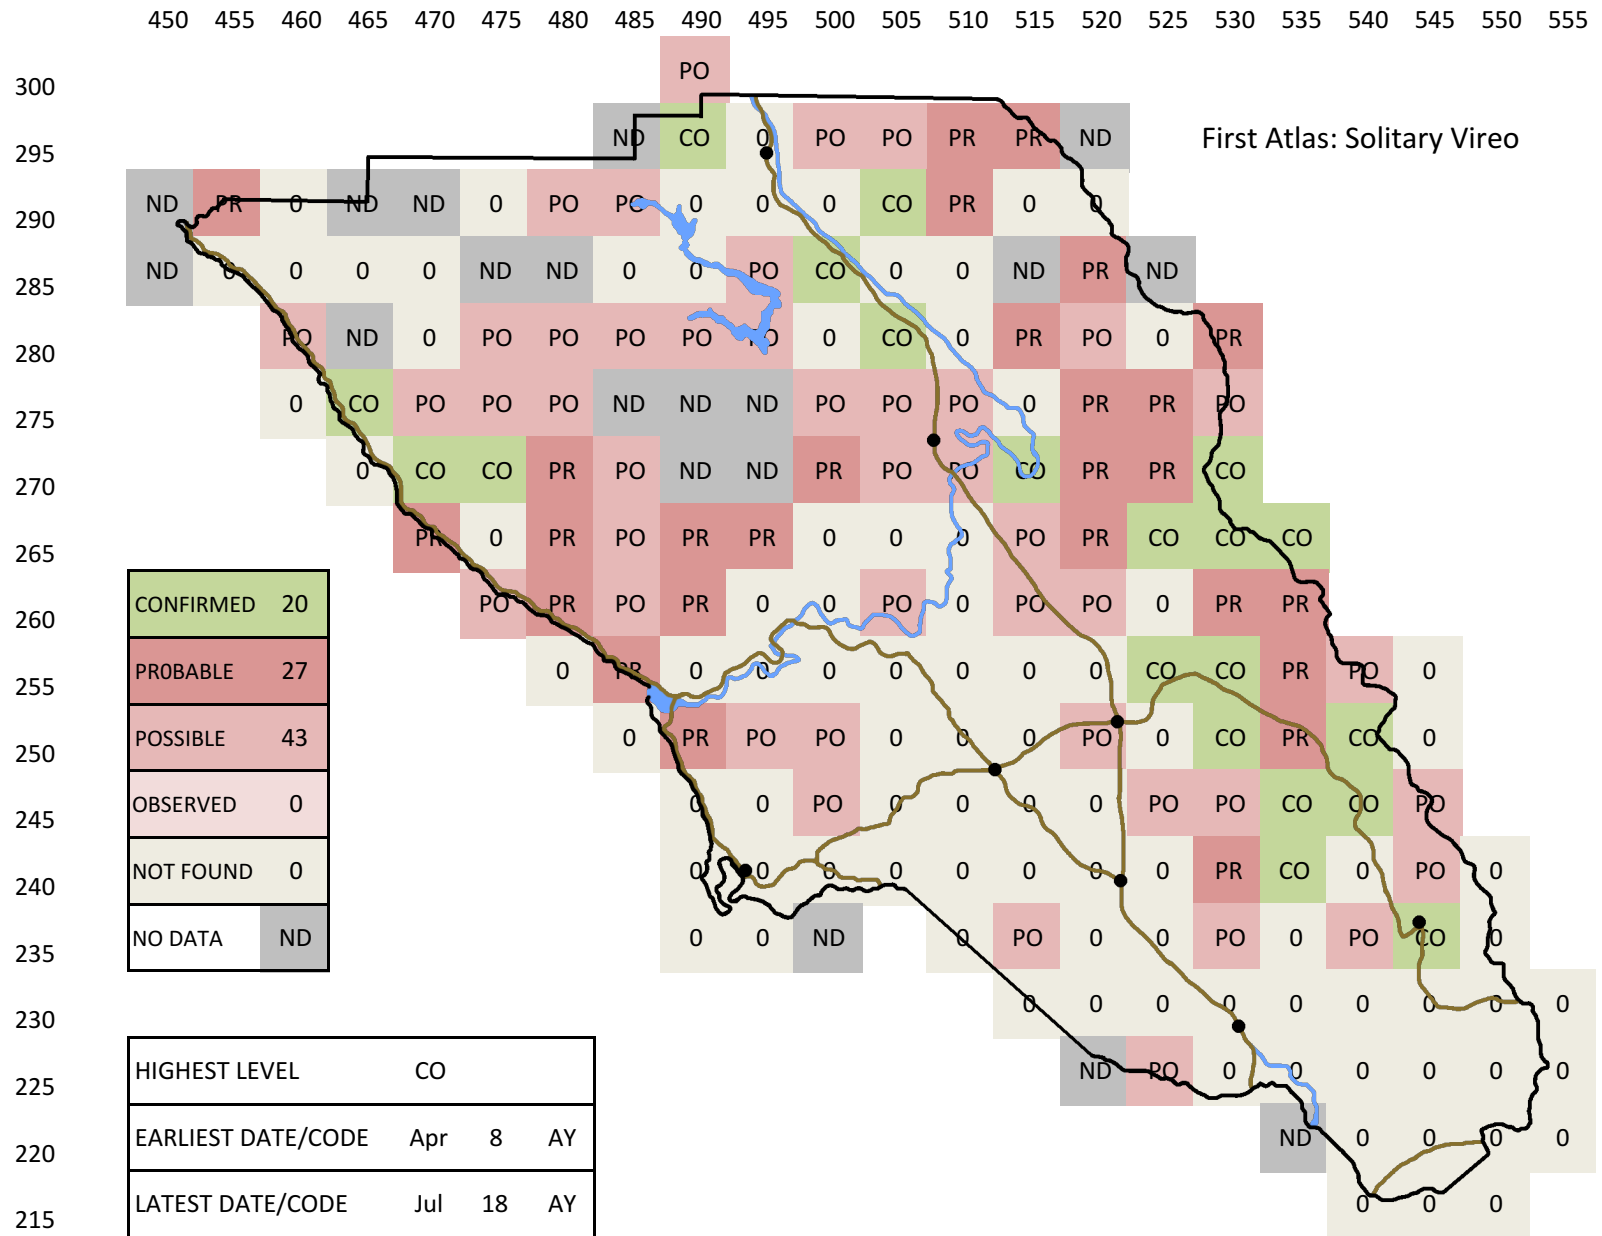 450 455 460 465 470 475 480 485 490 495 500 505 510 515 520 525 530 535 540 545 550 555
300 PO
295 ND CO 0 PO PO PR PR ND First Atlas: Solitary Vireo
290 ND PR 0 ND ND 0 PO PO 0 0 0 CO PR 0 0
285 ND 0 0 0 0 ND ND 0 0 PO CO 0 0 ND PR ND
280 PO ND 0 PO PO PO PO PO 0 CO 0 PR PO 0 PR
275 0 CO PO PO PO ND ND ND PO PO PO 0 PR PR PO
270 0 CO CO PR PO ND ND PR PO PO CO PR PR CO
265 PR 0 PR PO PR PR 0 0 0 PO PR CO CO CO
260 CONFIRMED 20 PO PR PO PR 0 0 PO 0 PO PO 0 PR PR
255 PR0BABLE 27 0 PR 0 0 0 0 0 0 0 CO CO PR PO 0
250 POSSIBLE 43 0 PR PO PO 0 0 0 PO 0 CO PR CO 0
245 OBSERVED 0 0 0 PO 0 0 0 0 PO PO CO CO PO
240 NOT FOUND 0 0 0 0 0 0 0 0 0 PR CO 0 PO 0
235 NO DATA ND 0 0 ND 0 PO 0 0 PO 0 PO CO 0
230 0 0 0 0 0 0 0 0 0
225 HIGHEST LEVEL CO ND PO 0 0 0 0 0 0
220 EARLIEST DATE/CODE Apr 8 AY ND 0 0 0 0
215 LATEST DATE/CODE Jul 18 AY 0 0 0